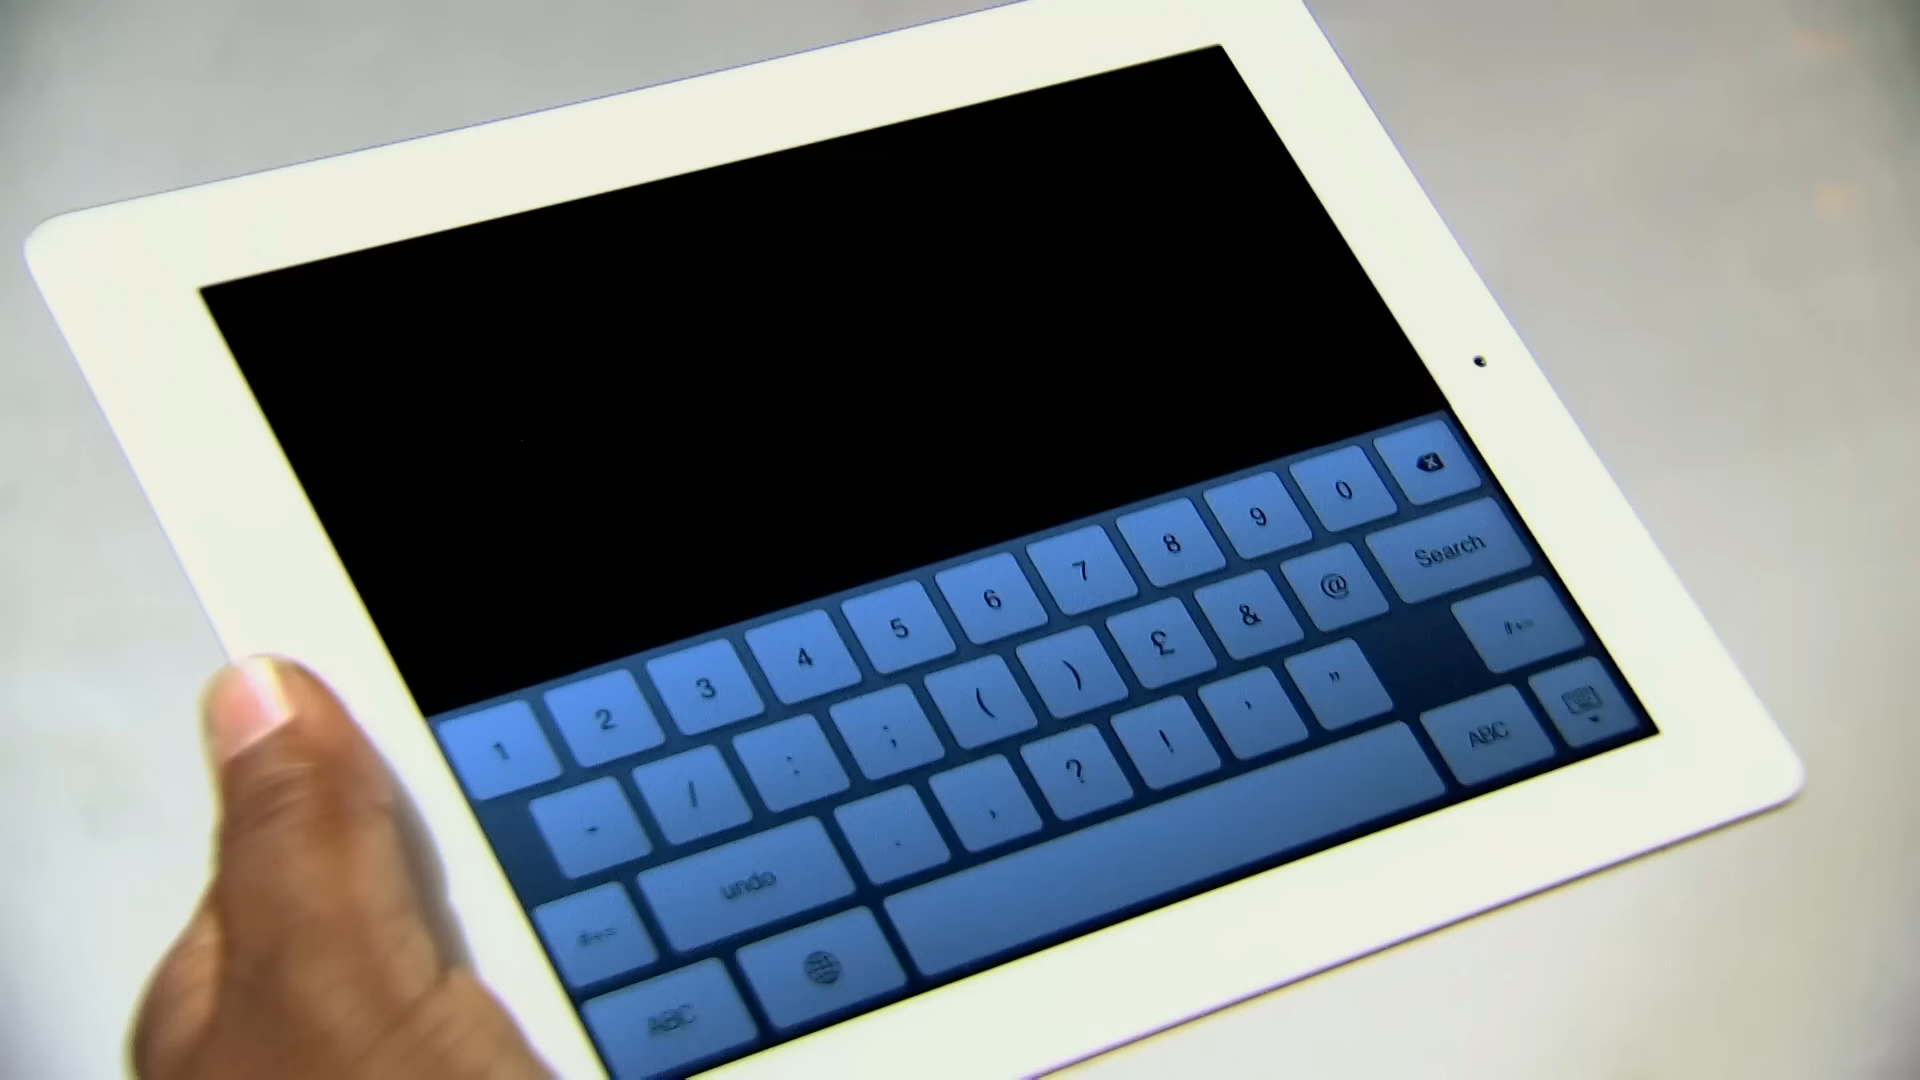 1 2 3 4 5 6 7 8 9 0
- / : ; ( ) £ & @ Search
#+= undo . , ? ! ' " #+=
ABC ABC